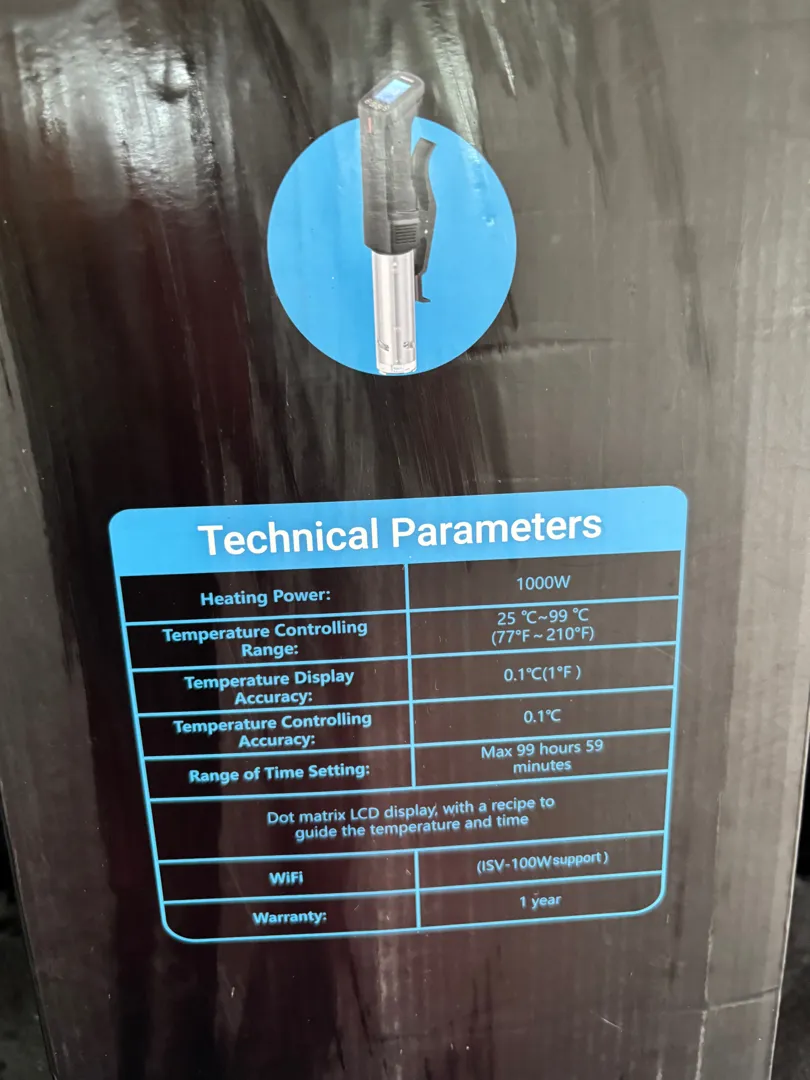 Technical Parameters
Heating Power:
1000W
Temperature Controlling
Range:
25 ℃~99 ℃
(77°F ~ 210°F)
Temperature Display
Accuracy:
0.1℃(1°F )
Temperature Controlling
Accuracy:
0.1℃
Range of Time Setting:
Max 99 hours 59
minutes
Dot matrix LCD display, with a recipe to
guide the temperature and time
WiFi
(ISV-100W support)
Warranty:
1 year